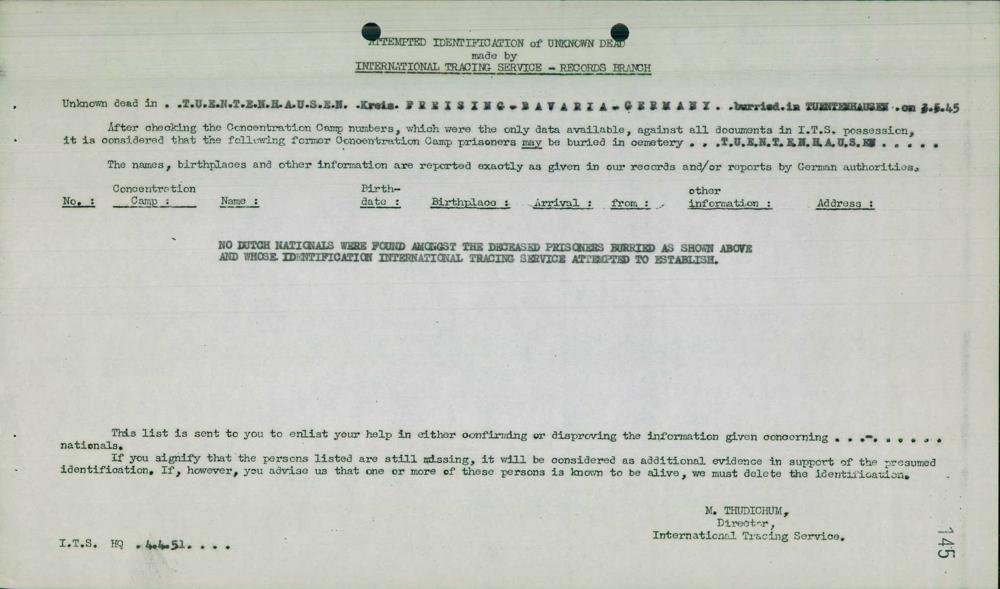 ATTEMPTED IDENTIFICATION of UNKNOWN DEAD
made by
INTERNATIONAL TRACING SERVICE - RECORDS BRANCH
Unknown dead in . .T.U.E.N.T.E.N.H.A.U.S.E.N. .Kreis. F R E I S I N G - B A V A R I A - G E R M A N Y . .burried.in TUENTENHAUSEN .on 3.5.45
After checking the Concentration Camp numbers, which were the only data available, against all documents in I.T.S. possession,
it is considered that the following former Concentration Camp prisoners may be buried in cemetery . . .T.U.E.N.T.E.N.H.A.U.S.EN . . . . .
The names, birthplaces and other information are reported exactly as given in our records and/or reports by German authorities.
Concentration Birth- other
No. : Camp : Name : date : Birthplace : Arrival : from : information : Address :
NO DUTCH NATIONALS WERE FOUND AMONGST THE DECEASED PRISONERS BURRIED AS SHOWN ABOVE
AND WHOSE IDENTIFICATION INTERNATIONAL TRACING SERVICE ATTEMPTED TO ESTABLISH.
This list is sent to you to enlist your help in either confirming or disproving the information given concerning . . .-. . . . . .
nationals.
If you signify that the persons listed are still missing, it will be considered as additional evidence in support of the presumed
identification. If, however, you advise us that one or more of these persons is known to be alive, we must delete the identification.
M. THUDICHUM,
Director,
International Tracing Service.
I.T.S. HQ .4.4.51. . . .
145